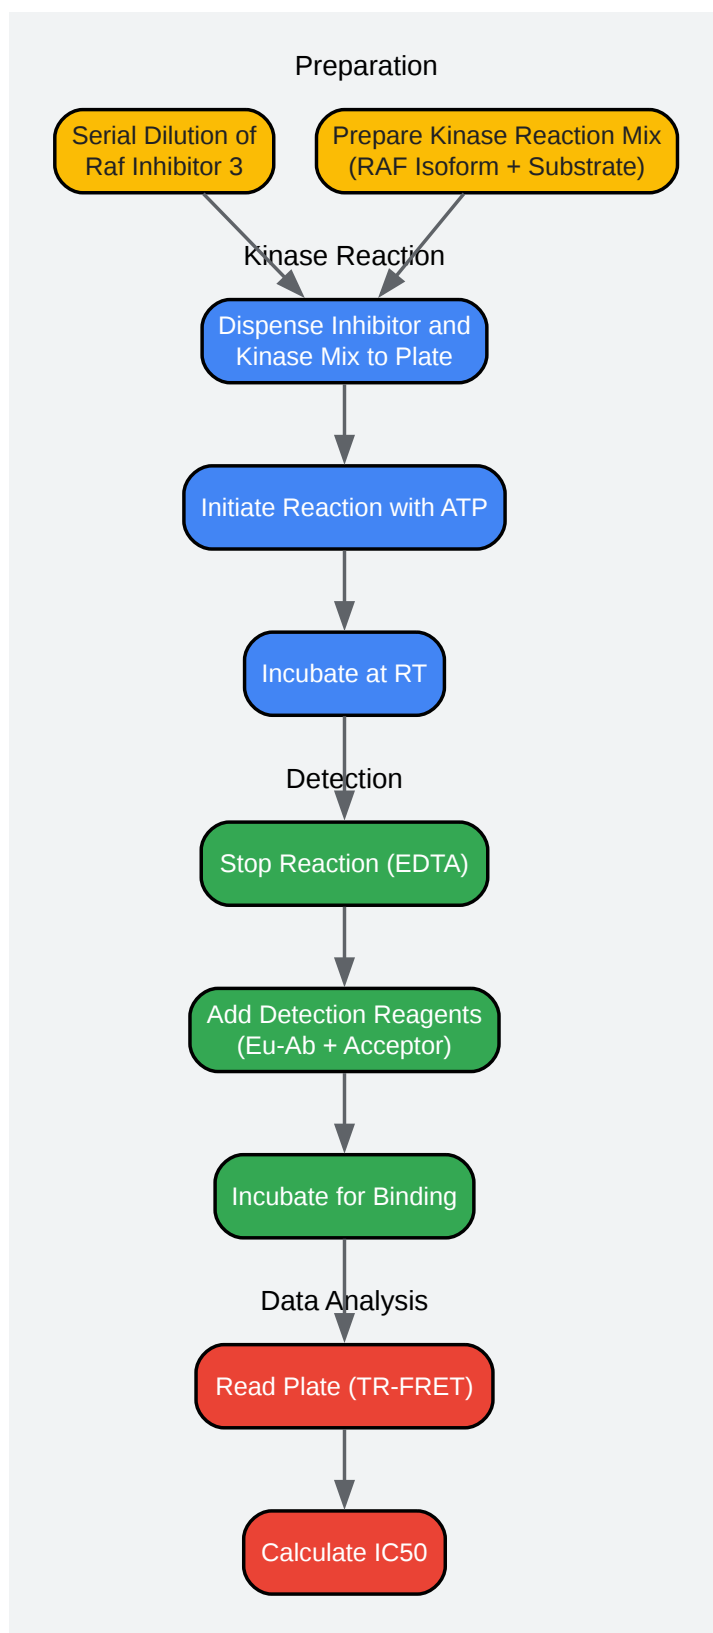 Preparation
Serial Dilution of
Raf Inhibitor 3
Prepare Kinase Reaction Mix
(RAF Isoform + Substrate)
Kinase Reaction
Dispense Inhibitor and
Kinase Mix to Plate
Initiate Reaction with ATP
Incubate at RT
Detection
Stop Reaction (EDTA)
Add Detection Reagents
(Eu-Ab + Acceptor)
Incubate for Binding
Data Analysis
Read Plate (TR-FRET)
Calculate IC50